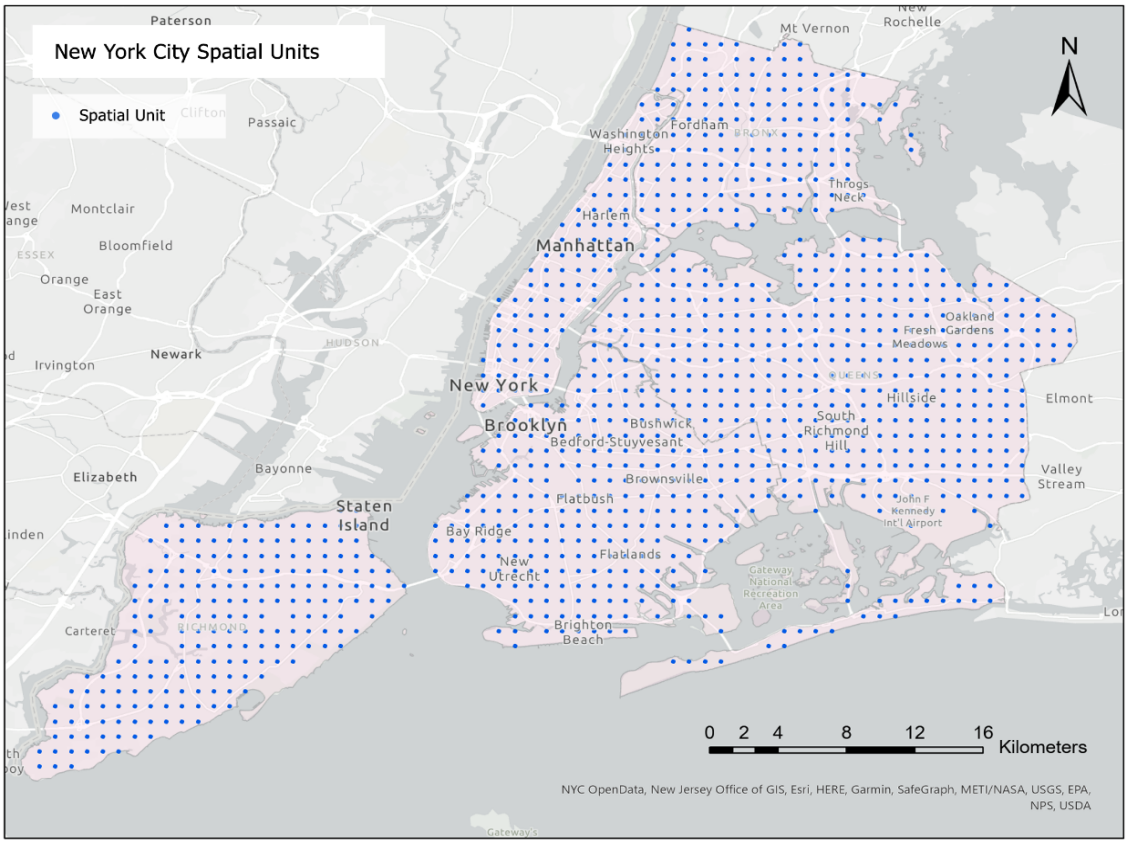 Paterson
New
Rochelle
Mt Vernon
New York City Spatial Units
N
Spatial Unit
Clifton
Passaic
Fordham
BRONX
Washington
Heights
Throgs
Neck
West
ange
Montclair
Harlem
Manhattan
Bloomfield
ESSEX
Orange
East
Orange
Oakland
Gardens
Fresh
Meadows
HUDSON
Newark
Irvington
New York
QUEENS
Hillside
Elmont
Brooklyn
Bushwick
South
Richmond
Hill
Bedford-Stuyvesant
Bayonne
Elizabeth
Brownsville
Valley
Stream
Flatbush
Staten
Island
John F
Kennedy
Int'l Airport
Bay Ridge
inden
Flatlands
New
Utrecht
Gateway
National
Recreation
Area
Carteret
RICHMOND
Brighton
Beach
0 2 4 8 12 16
Kilometers
th
boy
NYC OpenData, New Jersey Office of GIS, Esri, HERE, Garmin, SafeGraph, METI/NASA, USGS, EPA,
NPS, USDA
Gateway's